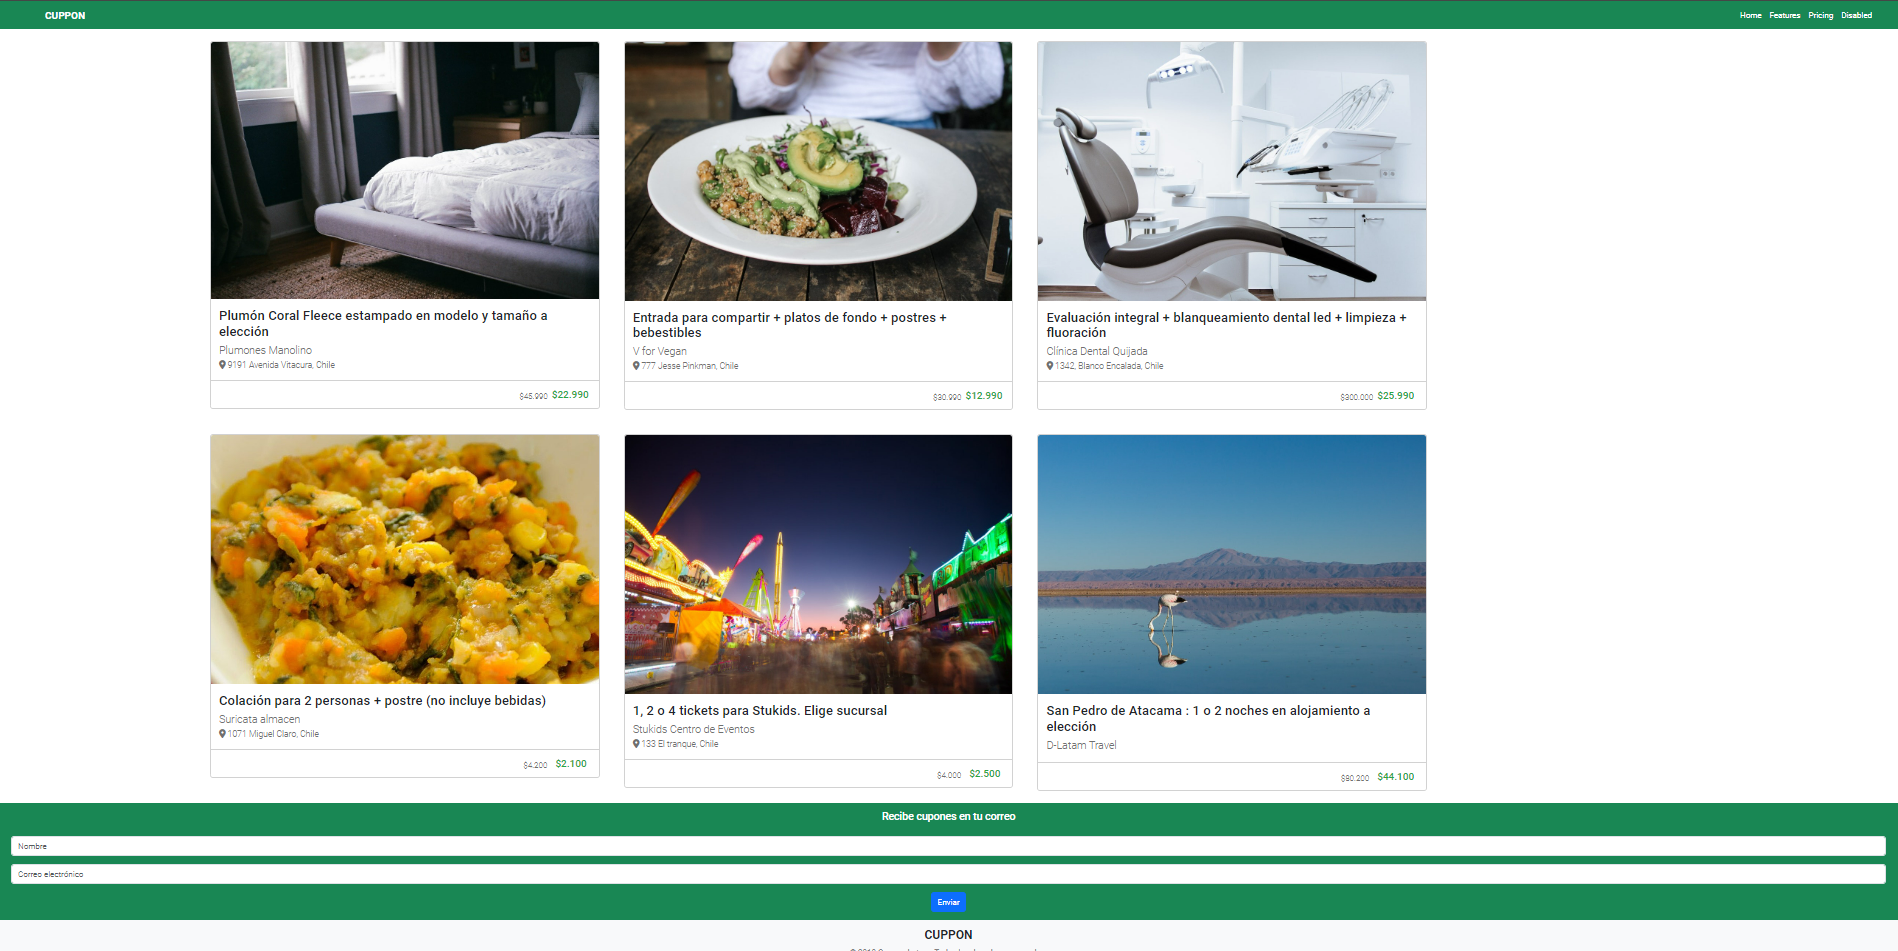 CUPPON
Home Features Pricing Disabled
Plumón Coral Fleece estampado en modelo y tamaño a
elección
Plumones Manolino
9191 Avenida Vitacura, Chile
$45.990 $22.990
Entrada para compartir + platos de fondo + postres +
bebestibles
V for Vegan
777 Jesse Pinkman, Chile
$30.990 $12.990
Evaluación integral + blanqueamiento dental led + limpieza +
fluoración
Clínica Dental Quijada
1342, Blanco Encalada, Chile
$300.000 $25.990
Colación para 2 personas + postre (no incluye bebidas)
Suricata almacen
1071 Miguel Claro, Chile
$4.200 $2.100
1, 2 o 4 tickets para Stukids. Elige sucursal
Stukids Centro de Eventos
133 El tranque, Chile
$4.000 $2.500
San Pedro de Atacama : 1 o 2 noches en alojamiento a
elección
D-Latam Travel
$80.200 $44.100
Recibe cupones en tu correo
Nombre
Correo electrónico
Enviar
CUPPON